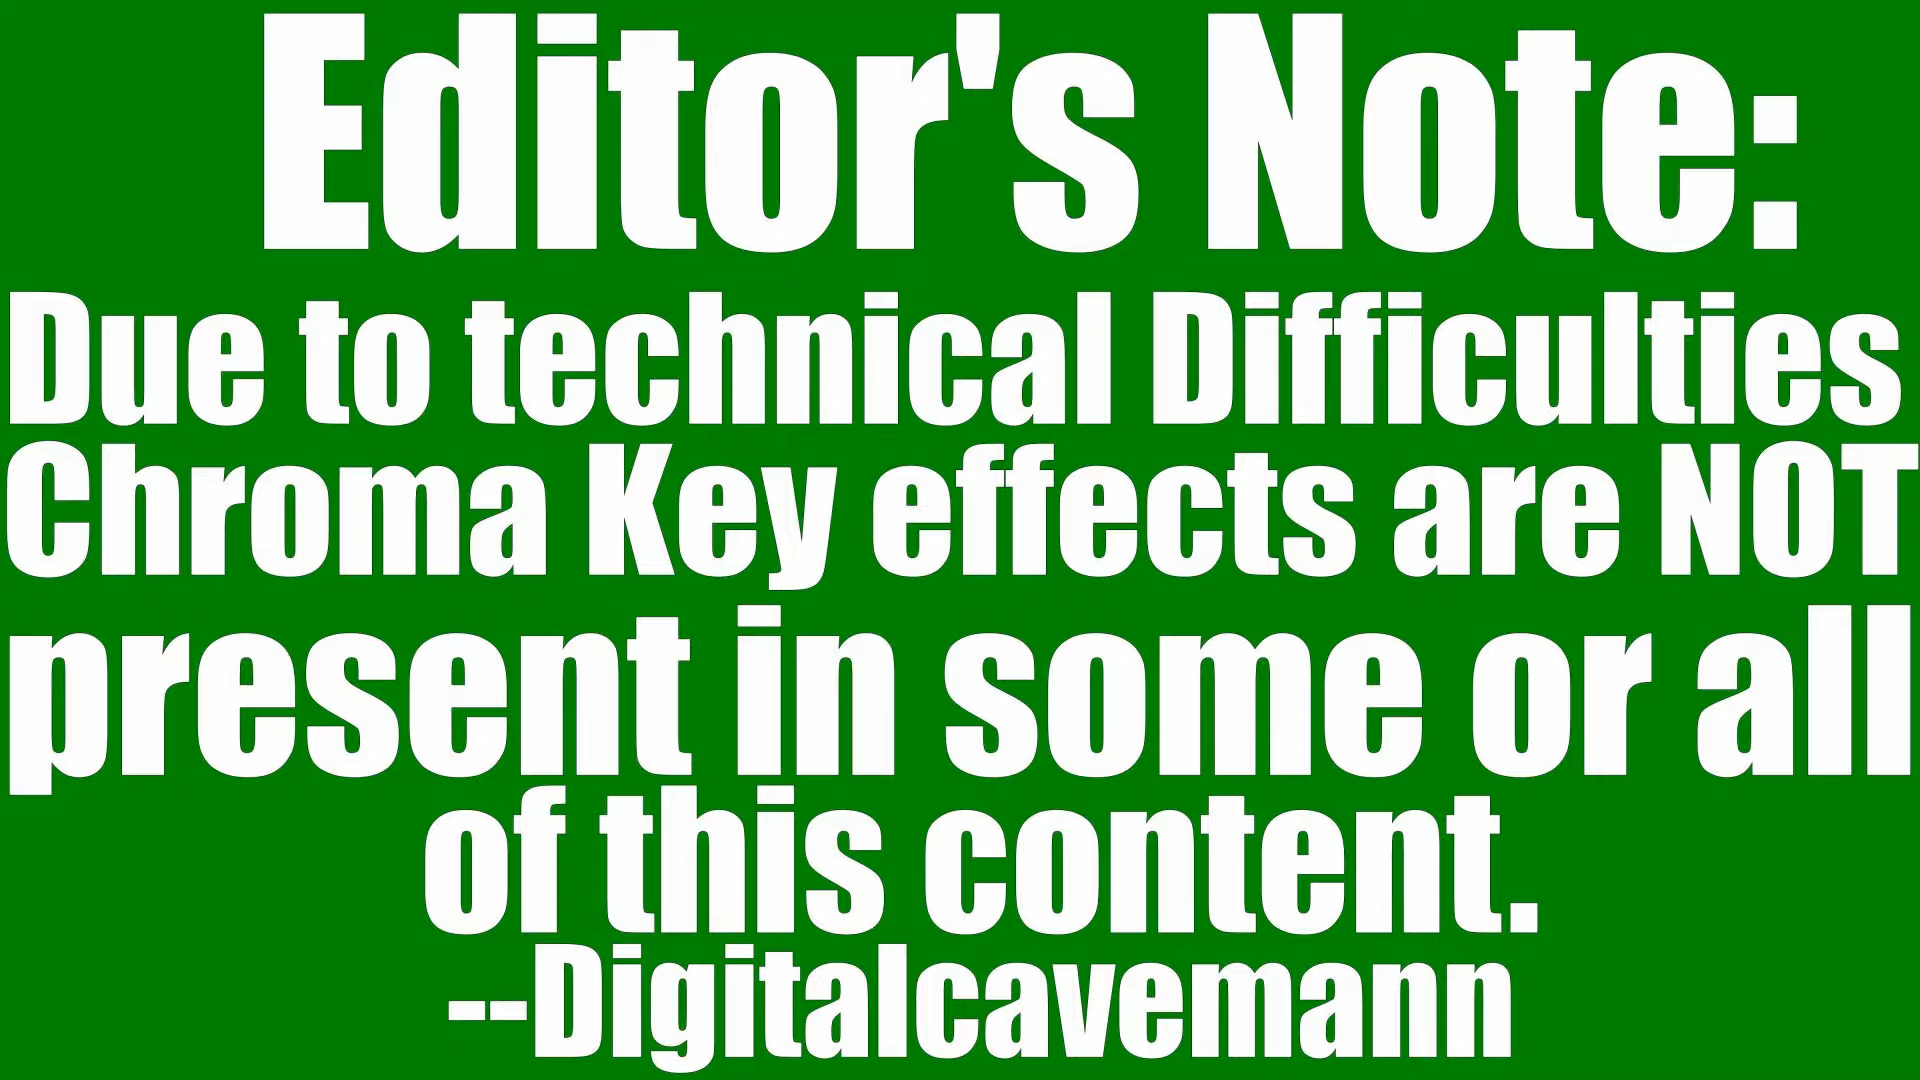 Editor's Note:
Due to technical Difficulties
Chroma Key effects are NOT
present in some or all
of this content.
--Digitalcavemann